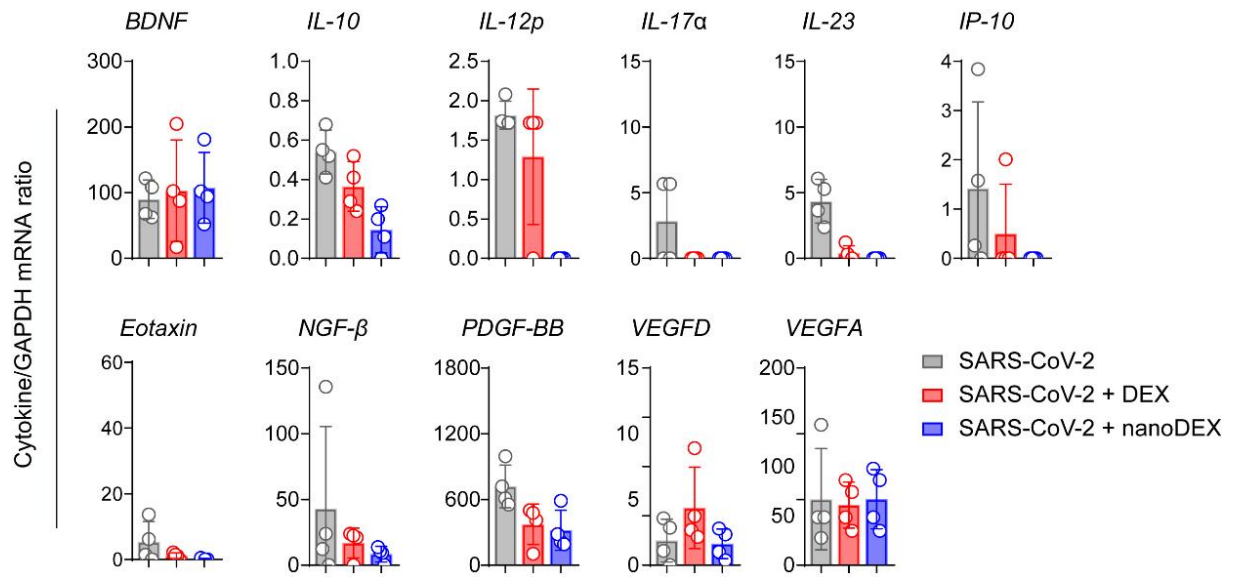 BDNF IL-10 IL-12p IL-17α IL-23 IP-10
300 1.0 2.5 15 15 4
200 0.8 2.0 10 10 3
100 0.6 1.5 5 5 2
0 0.4 1.0 0 0 1
0.2 0.5 0
0.0 0.0
Cytokine/GAPDH mRNA ratio
Eotaxin NGF-β PDGF-BB VEGFD VEGFA
60 150 1800 15 200
40 100 1200 10 150
20 50 600 5 100
0 0 0 0 50
0
SARS-CoV-2
SARS-CoV-2 + DEX
SARS-CoV-2 + nanoDEX